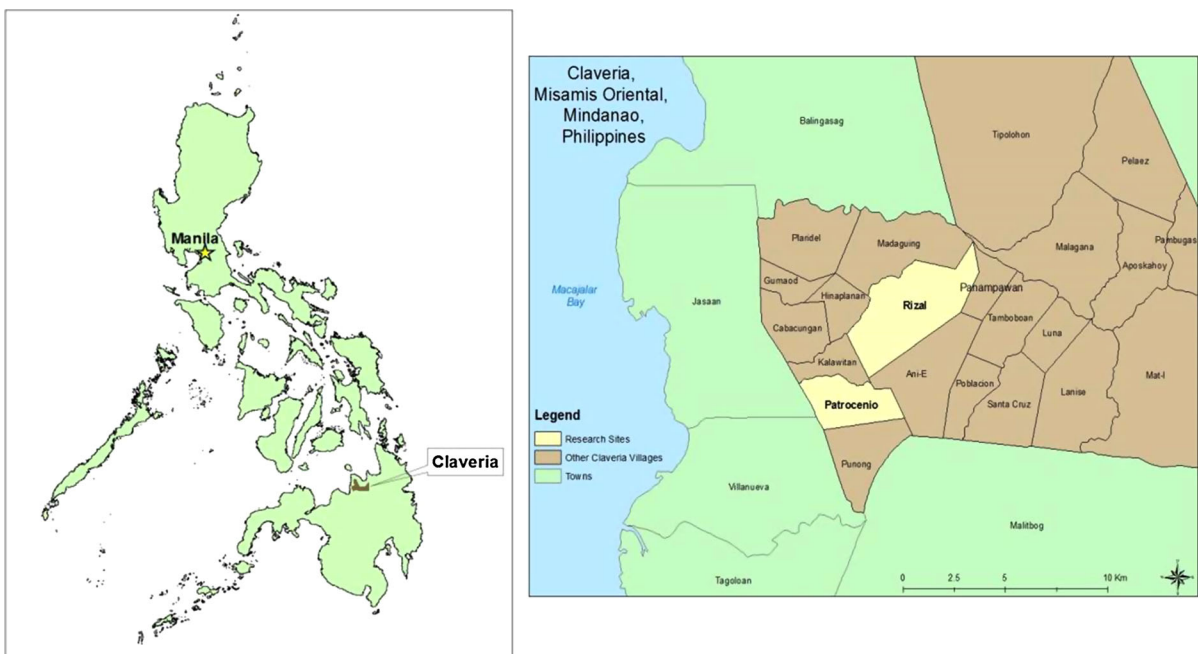 Manila
Claveria
Claveria,
Misamis Oriental,
Mindanao,
Philippines
Balingasag
Tipolohon
Pelaez
Plaridel
Madaguing
Malagana
Pambugas
Aposkahoy
Gumaod
Hinaplanan
Panampawan
Macajalar
Bay
Jasaan
Rizal
Cabacungan
Tamboboan
Luna
Kalawitan
Ani-E
Poblacion
Mat-I
Lanise
Santa Cruz
Patrocenio
Legend
Research Sites
Other Claveria Villages
Towns
Punong
Villanueva
Malitbog
Tagoloan
0 2.5 5 10 Km